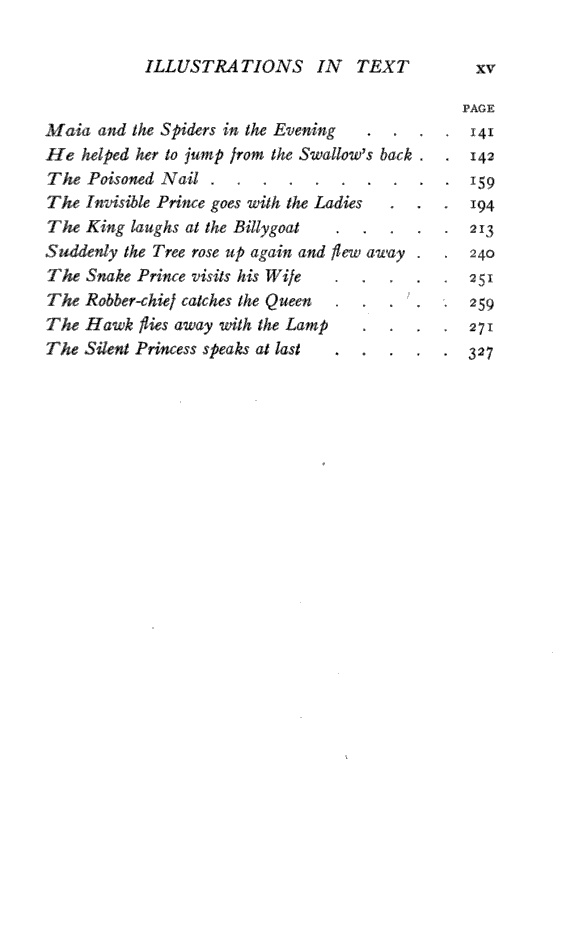 ILLUSTRATIONS IN TEXT xv
PAGE
Maia and the Spiders in the Evening . . . . 141
He helped her to jump from the Swallow's back . . 142
The Poisoned Nail . . . . . . . . . 159
The Invisible Prince goes with the Ladies . . . 194
The King laughs at the Billygoat . . . . . 213
Suddenly the Tree rose up again and flew away . . 240
The Snake Prince visits his Wife . . . . . 251
The Robber-chief catches the Queen . . . . . 259
The Hawk flies away with the Lamp . . . . 271
The Silent Princess speaks at last . . . . . 327